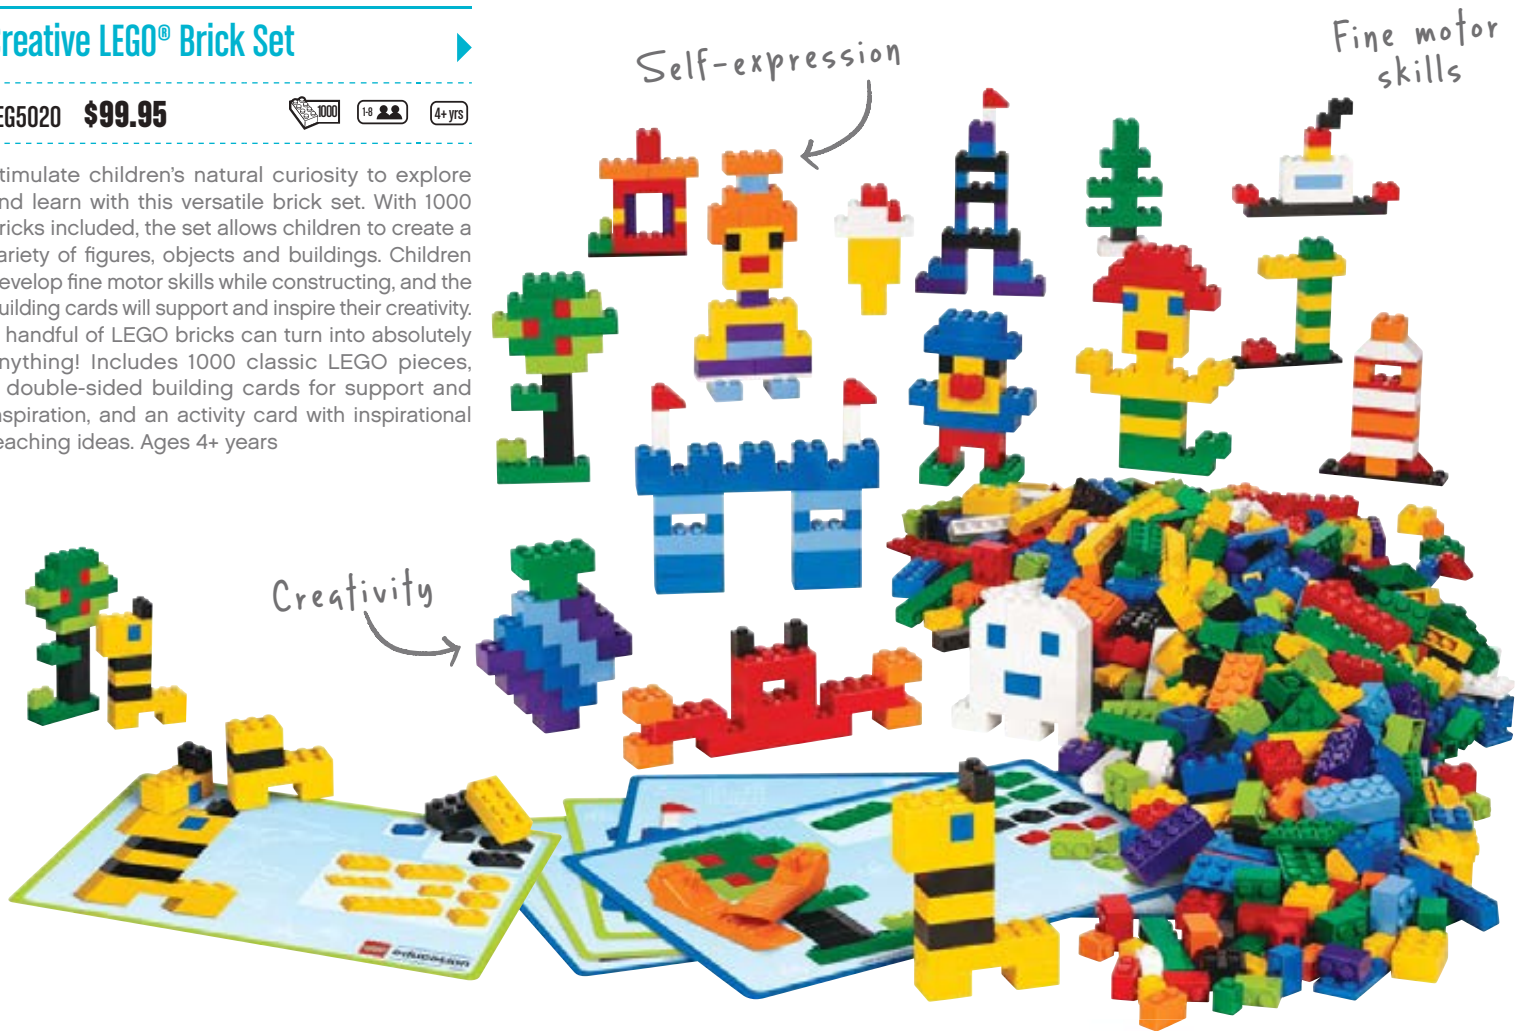 reative LEGO® Brick Set
EG5020 $99.95
1000
1-8
4+ yrs
timulate children's natural curiosity to explore
nd learn with this versatile brick set. With 1000
ricks included, the set allows children to create a
ariety of figures, objects and buildings. Children
evelop fine motor skills while constructing, and the
uilding cards will support and inspire their creativity.
handful of LEGO bricks can turn into absolutely
nything! Includes 1000 classic LEGO pieces,
double-sided building cards for support and
nspiration, and an activity card with inspirational
eaching ideas. Ages 4+ years
Self-expression
Fine motor
skills
Creativity
LEGO education